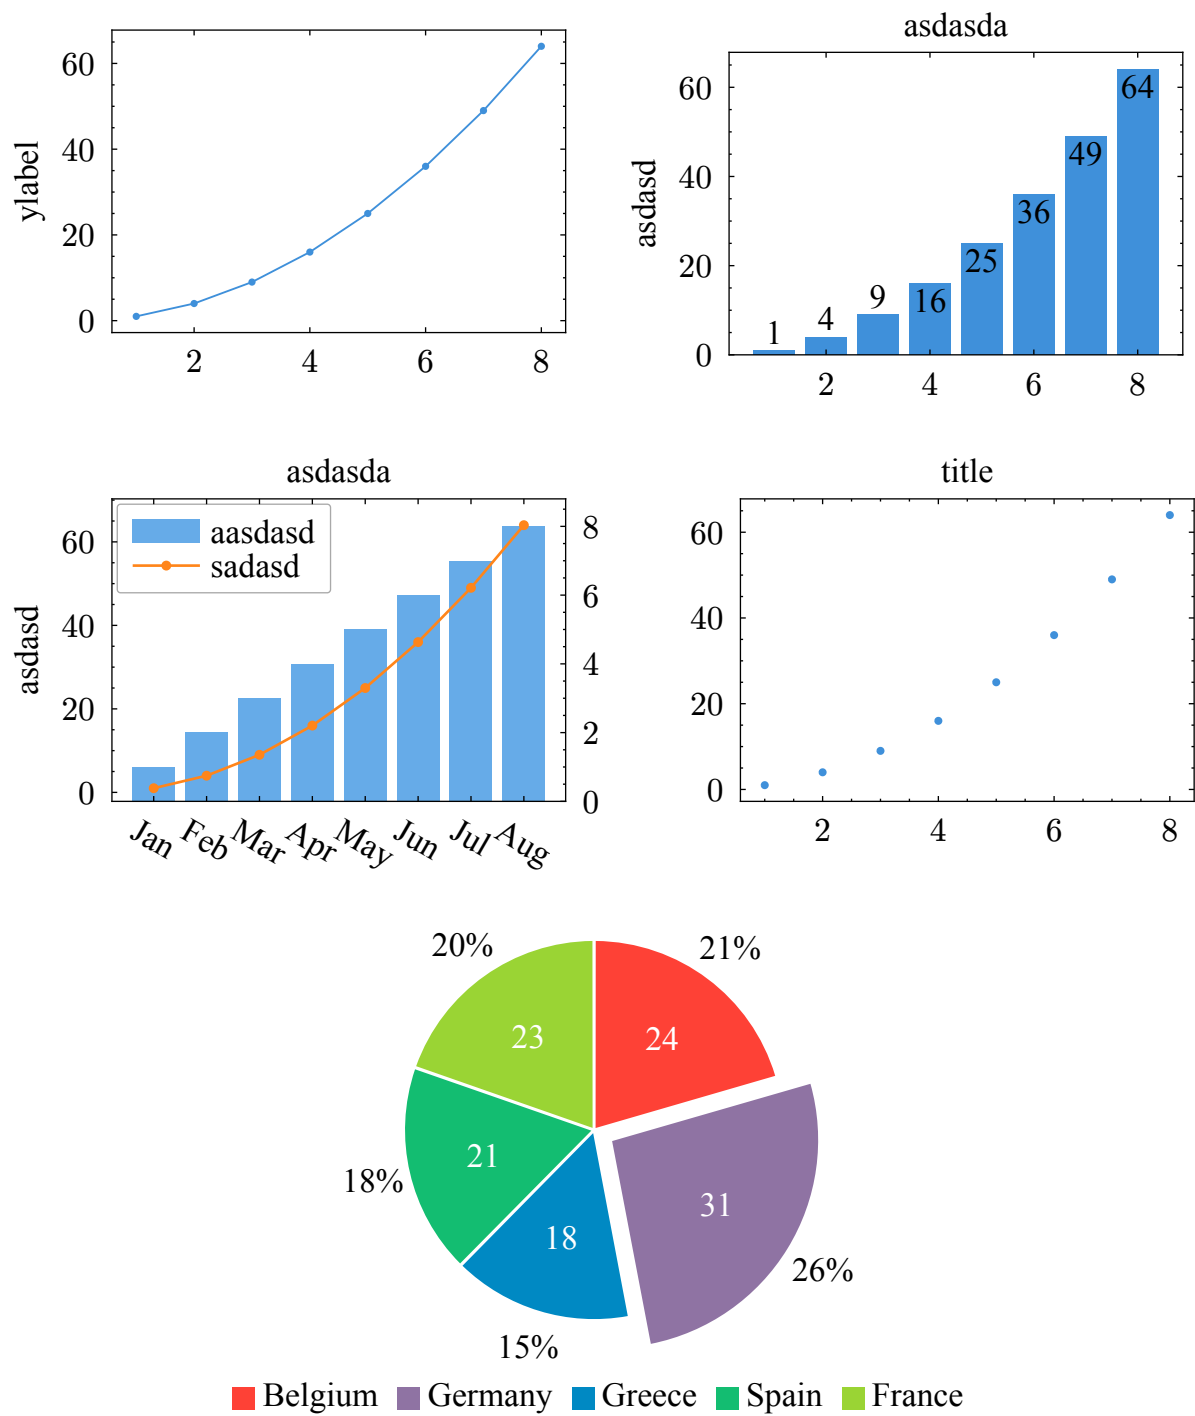 asdasda
60
40
20
0
ylabel
2 4 6 8
60
40
20
0
asdasd
1 4 9 16 25 36 49 64
2 4 6 8
asdasda
aasdasd
sadasd
60
40
20
0
asdasd
8
6
4
2
0
Jan Feb Mar Apr May Jun Jul Aug
title
60
40
20
0
2 4 6 8
20% 21%
23 24
21 31
18% 18
26%
15%
Belgium Germany Greece Spain France